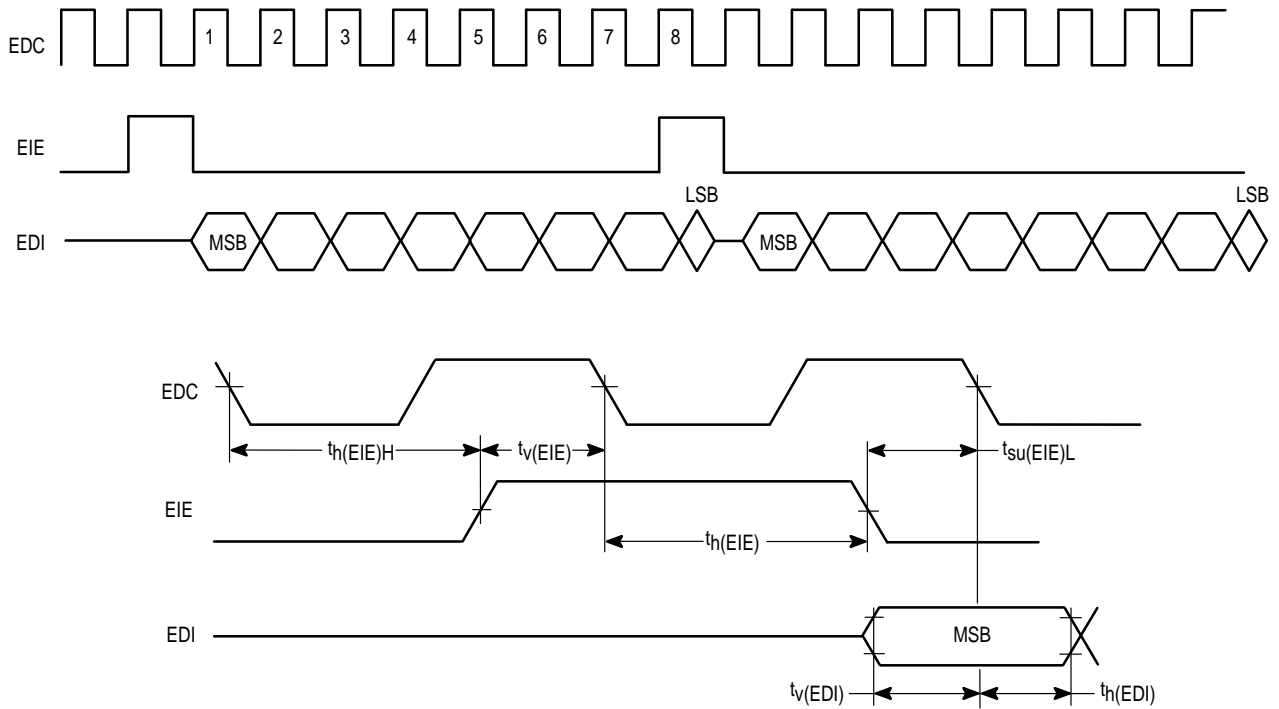 EDC 1 2 3 4 5 6 7 8
EIE
LSB LSB
EDI MSB MSB
EDC
th(EIE)H tv(EIE) tsu(EIE)L
EIE
th(EIE)
EDI MSB
tv(EDI) th(EDI)